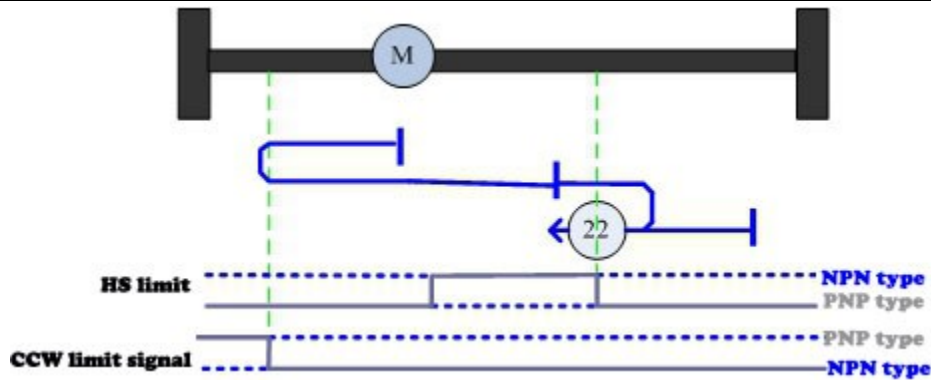 M
22
HS limit
NPN type
PNP type
PNP type
CCW limit signal
NPN type